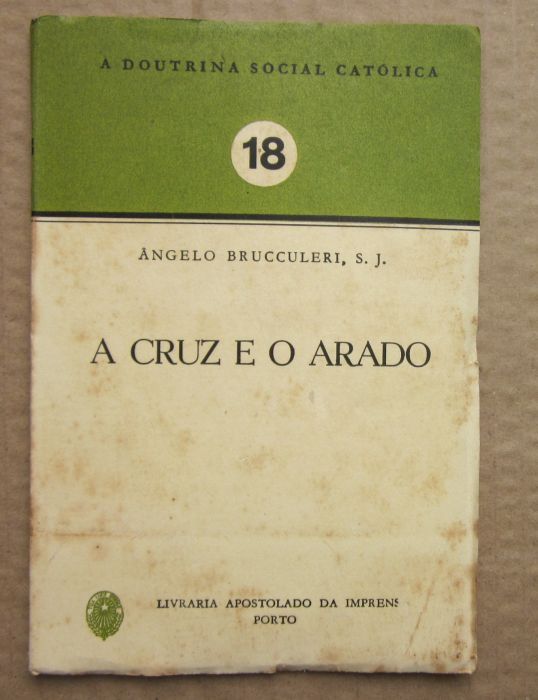 A DOUTRINA SOCIAL CATÓLICA
18
ÂNGELO BRUCCULERI, S. J.
A CRUZ E O ARADO
LIVRARIA APOSTOLADO DA IMPRENS
PORTO